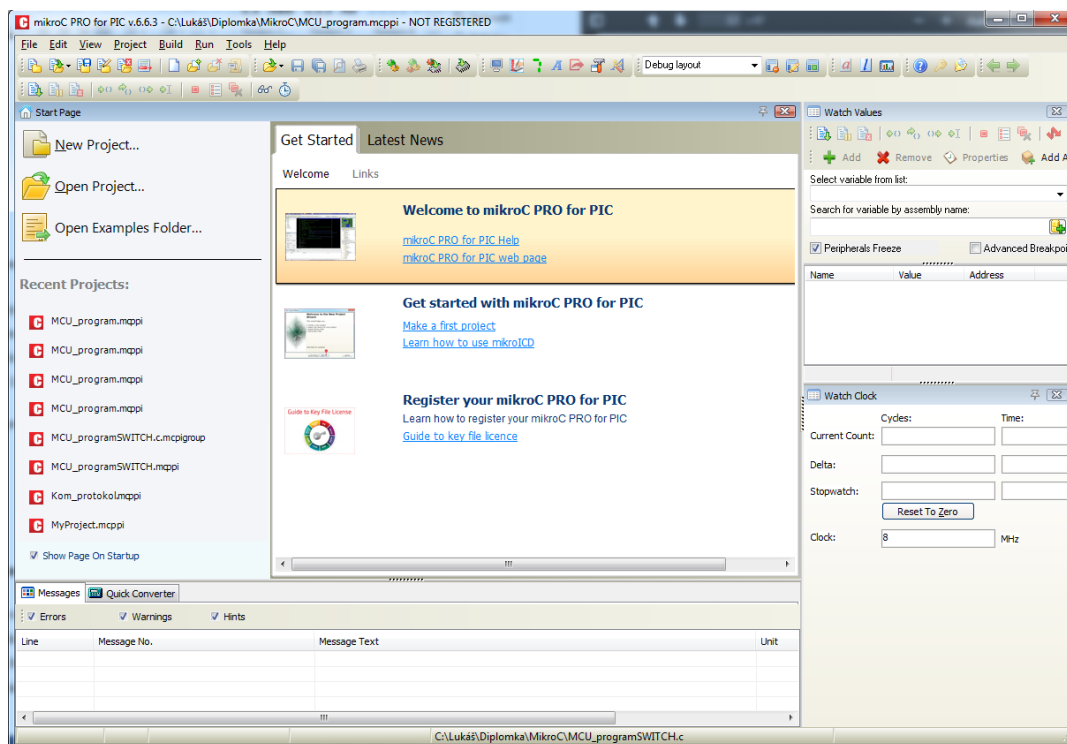 mikroC PRO for PIC v.6.6.3 - C:\Lukáš\Diplomka\MikroC\MCU_program.mcppi - NOT REGISTERED
File Edit View Project Build Run Tools Help
Debug layout
Start Page
New Project...
Open Project...
Open Examples Folder...
Recent Projects:
MCU_program.mcppi
MCU_program.mcppi
MCU_program.mcppi
MCU_program.mcppi
MCU_programSWITCH.c.mcpigroup
MCU_programSWITCH.mcppi
Kom_protokol.mcppi
MyProject.mcppi
Show Page On Startup
Get Started Latest News
Welcome Links
Welcome to mikroC PRO for PIC
mikroC PRO for PIC Help
mikroC PRO for PIC web page
Get started with mikroC PRO for PIC
Make a first project
Learn how to use mikroICD
Register your mikroC PRO for PIC
Guide to Key File License
Learn how to register your mikroC PRO for PIC
Guide to key file licence
Watch Values
Add Remove Properties Add A
Select variable from list:
Search for variable by assembly name:
Peripherals Freeze Advanced Breakpoi
Name Value Address
Watch Clock
Cycles: Time:
Current Count:
Delta:
Stopwatch:
Reset To Zero
Clock: 8 MHz
Messages Quick Converter
Errors Warnings Hints
Line Message No. Message Text Unit
C:\Lukáš\Diplomka\MikroC\MCU_programSWITCH.c